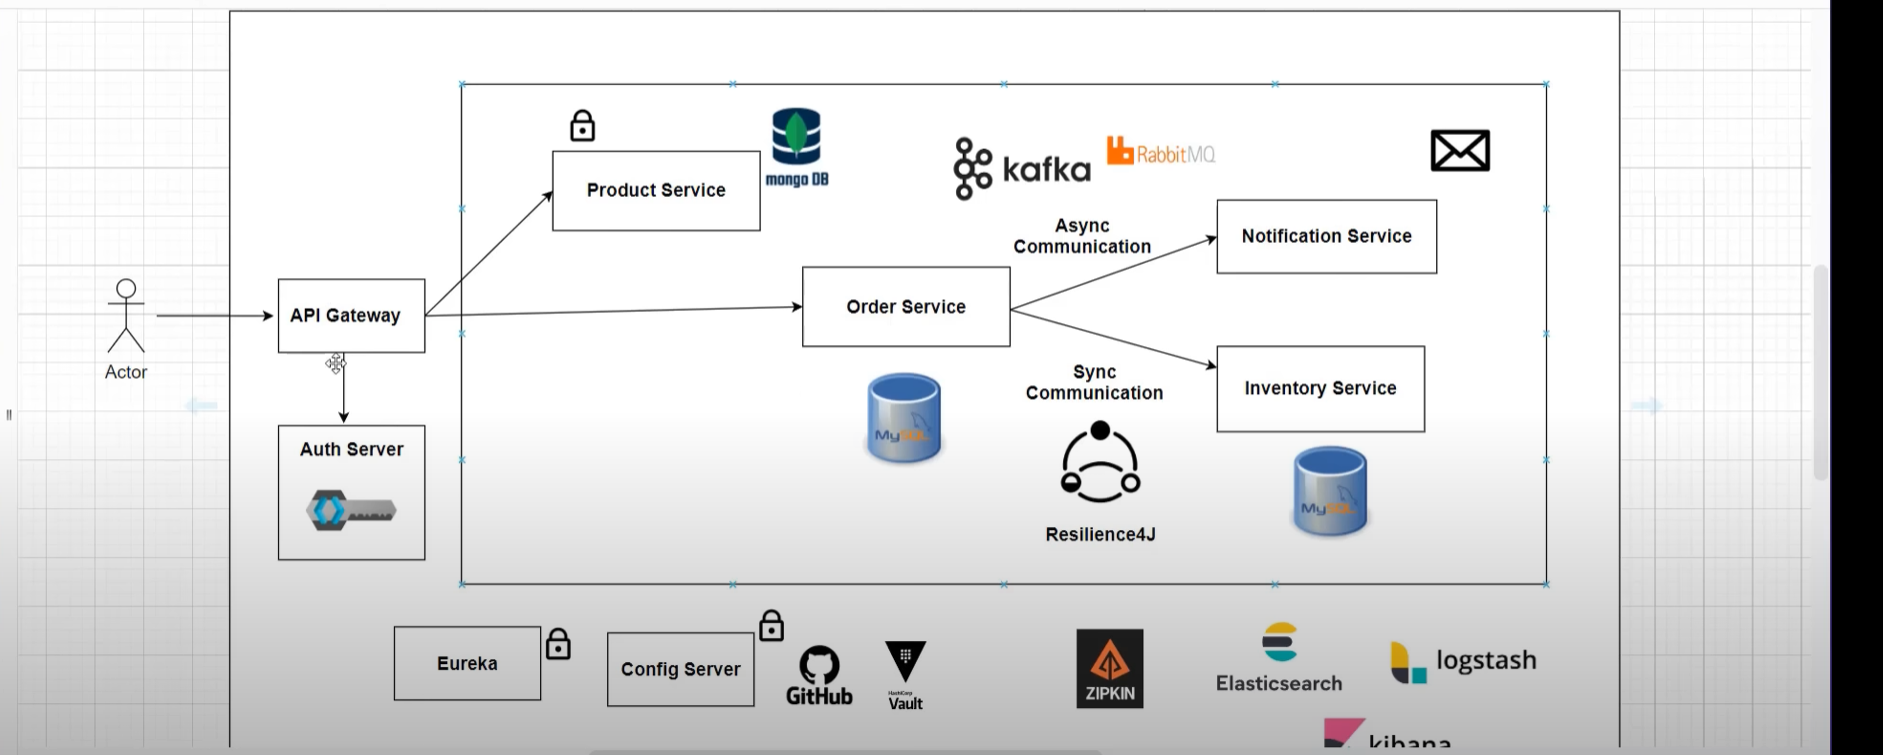 mongo DB
Product Service
kafka
RabbitMQ
Async
Communication
Notification Service
API Gateway
Order Service
Actor
Sync
Communication
Inventory Service
MySQL
Auth Server
Resilience4J
MySQL
Eureka
Config Server
GitHub
HashiCorp
Vault
ZIPKIN
Elasticsearch
logstash
kibana